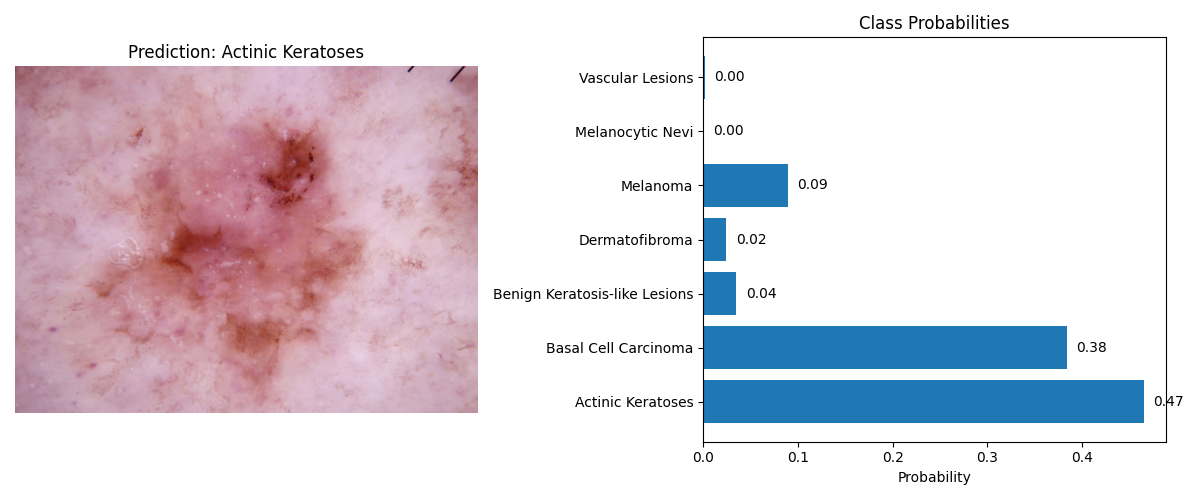 Prediction: Actinic Keratoses
Class Probabilities
Vascular Lesions
0.00
Melanocytic Nevi
0.00
Melanoma
0.09
Dermatofibroma
0.02
Benign Keratosis-like Lesions
0.04
Basal Cell Carcinoma
0.38
Actinic Keratoses
0.47
0.0 0.1 0.2 0.3 0.4
Probability